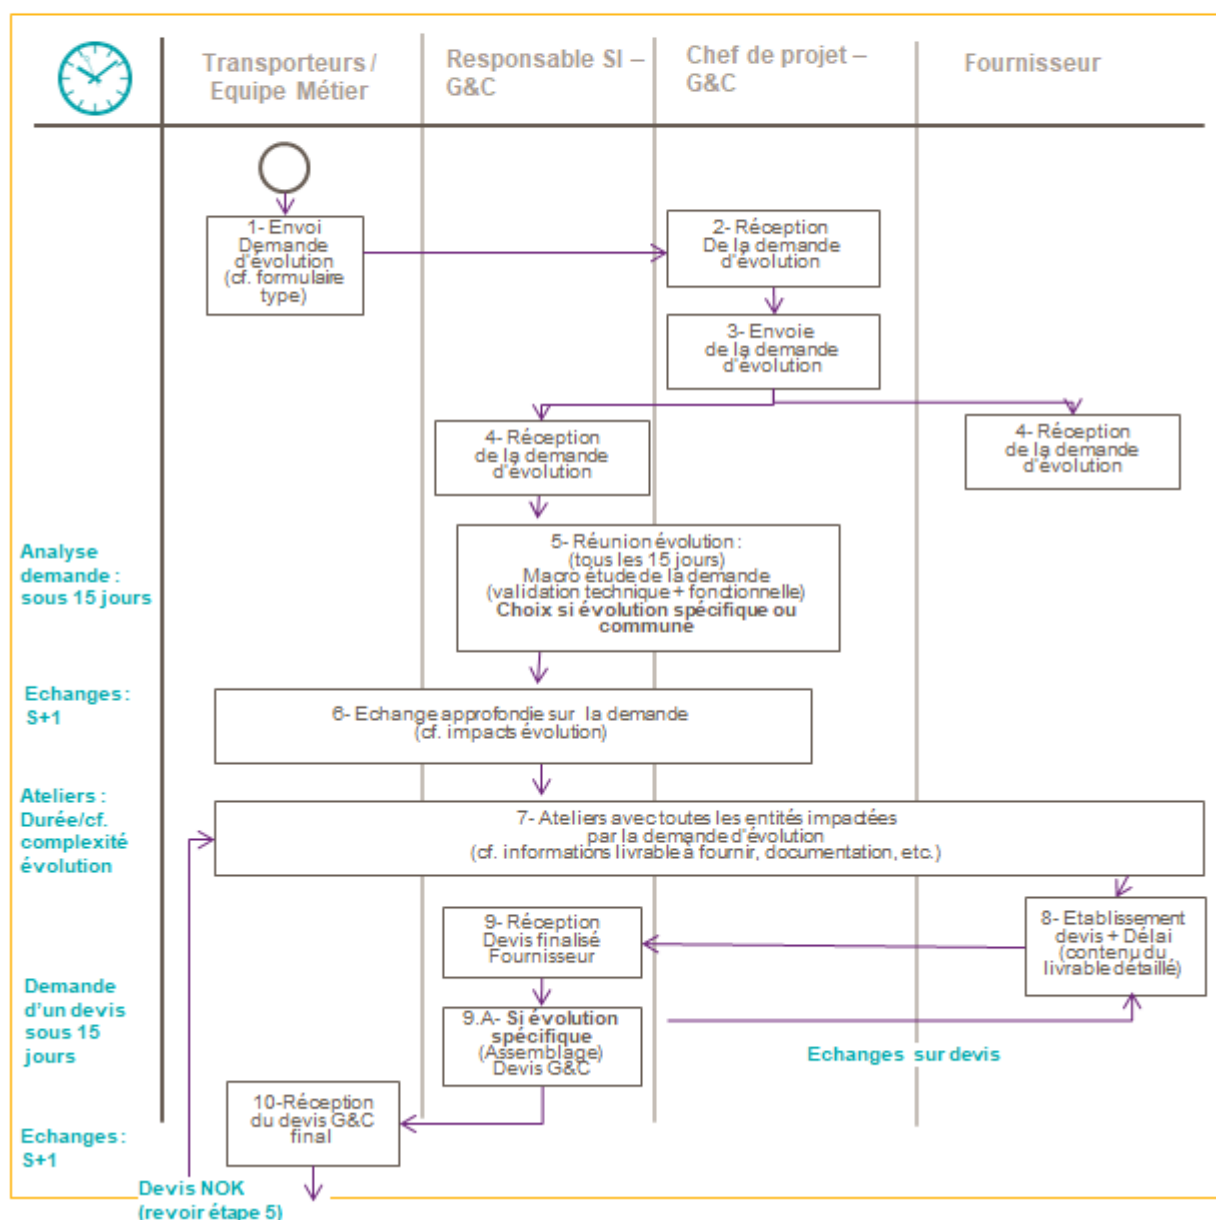 Transporteurs /
Equipe Métier
Responsable SI –
G&C
Chef de projet –
G&C
Fournisseur
1- Envoi
Demande
d'évolution
(cf. formulaire
type)
2- Réception
De la demande
d'évolution
3- Envoie
de la demande
d'évolution
4- Réception
de la demande
d'évolution
4- Réception
de la demande
d'évolution
Analyse
demande :
sous 15 jours
5- Réunion évolution :
(tous les 15 jours)
Macro étude de la demande
(validation technique + fonctionnelle)
Choix si évolution spécifique ou
commune
Echanges :
S+1
6- Echange approfondie sur la demande
(cf. impacts évolution)
Ateliers :
Durée/cf.
complexité
évolution
7- Ateliers avec toutes les entités impactées
par la demande d'évolution
(cf. informations livrable à fournir, documentation, etc.)
8- Etablissement
devis + Délai
(contenu du
livrable détaillé)
9- Réception
Devis finalisé
Fournisseur
Demande
d'un devis
sous 15
jours
9.A- Si évolution
spécifique
(Assemblage)
Devis G&C
Echanges sur devis
10-Réception
du devis G&C
final
Echanges :
S+1
Devis NOK
(revoir étape 5)